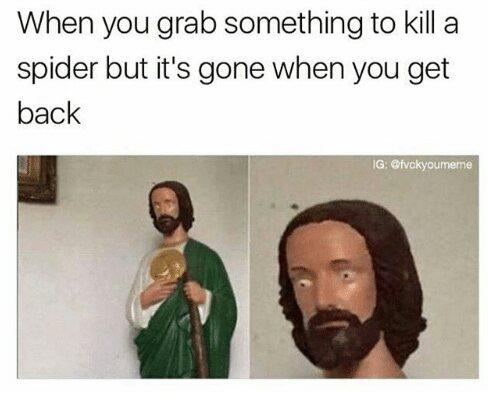 When you grab something to kill a
spider but it's gone when you get
back
IG: @fvckyoumeme